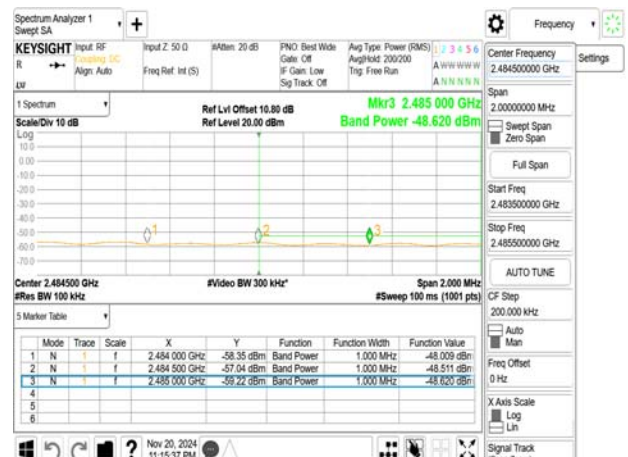 Spectrum Analyzer 1
Swept SA
+
Frequency
KEYSIGHT
R
Input: RF
Coupling: DC
Align: Auto
Input Z: 50 Ω
Freq Ref: Int (S)
#Atten: 20 dB
PNO: Best Wide
Gate: Off
IF Gain: Low
Sig Track: Off
Avg Type: Power (RMS)
Avg|Hold: 200/200
Trig: Free Run
1 2 3 4 5 6
A W W W W W
A N N N N N
Center Frequency
2.484500000 GHz
Settings
Span
2.00000000 MHz
Swept Span
Zero Span
Full Span
Start Freq
2.483500000 GHz
Stop Freq
2.485500000 GHz
AUTO TUNE
CF Step
200.000 kHz
Auto
Man
Freq Offset
0 Hz
X Axis Scale
Log
Lin
Signal Track
1 Spectrum
Scale/Div 10 dB
Ref Lvl Offset 10.80 dB
Ref Level 20.00 dBm
Mkr3 2.485 000 GHz
Band Power -48.620 dBm
Log
10.0
0.00
-10.0
-20.0
-30.0
-40.0
-50.0
-60.0
-70.0
1
2
3
Center 2.484500 GHz
#Video BW 300 kHz*
Span 2.000 MHz
#Res BW 100 kHz
#Sweep 100 ms (1001 pts)
5 Marker Table
Mode Trace Scale X Y Function Function Width Function Value
1 N 1 f 2.484 000 GHz -58.35 dBm Band Power 1.000 MHz -48.009 dBm
2 N 1 f 2.484 500 GHz -57.04 dBm Band Power 1.000 MHz -48.511 dBm
3 N 1 f 2.485 000 GHz -59.22 dBm Band Power 1.000 MHz -48.620 dBm
4
5
6
?
Nov 20, 2024
11:15:37 PM